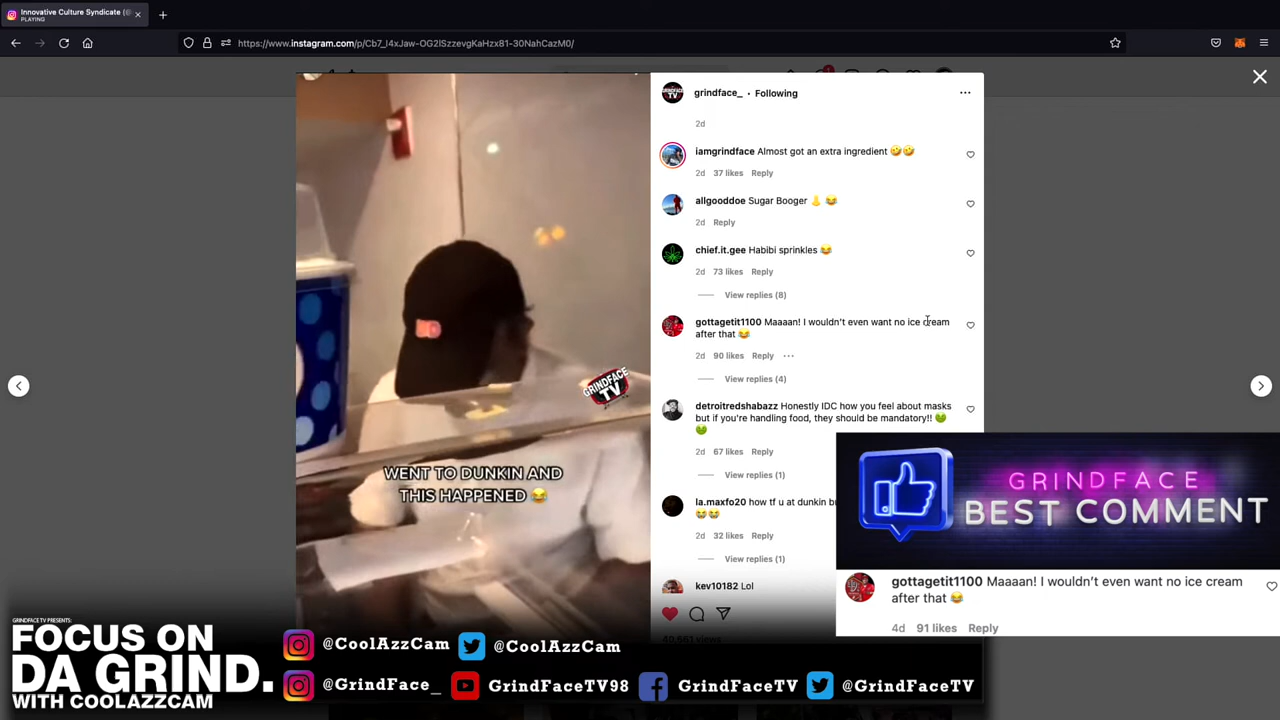 Innovative Culture Syndicate (@
PLAYING
https://www.instagram.com/p/Cb7_l4xJaw-OG2lSzzevgKaHzx81-30NahCazM0/
grindface_ • Following
2d
iamgrindface Almost got an extra ingredient 🤣🤣
2d 37 likes Reply
allgooddoe Sugar Booger 👃 😂
2d Reply
chief.it.gee Habibi sprinkles 😂
2d 73 likes Reply
View replies (8)
gottagetit1100 Maaaan! I wouldn't even want no ice cream
after that 😂
2d 90 likes Reply
View replies (4)
detroitredshabazz Honestly IDC how you feel about masks
but if you're handling food, they should be mandatory!! 🤢
🤢
2d 67 likes Reply
View replies (1)
la.maxfo20 how tf u at dunkin
😭😭
2d 32 likes Reply
View replies (1)
kev10182 Lol
GRINDFACE
TV
WENT TO DUNKIN AND
THIS HAPPENED 😂
GRINDFACE
BEST COMMENT
gottagetit1100 Maaaan! I wouldn't even want no ice cream
after that 😂
4d 91 likes Reply
GRINDFACE TV PRESENTS:
FOCUS ON
DA GRIND.
WITH COOLAZZCAM
@CoolAzzCam @CoolAzzCam
@GrindFace_ GrindFaceTV98 GrindFaceTV @GrindFaceTV